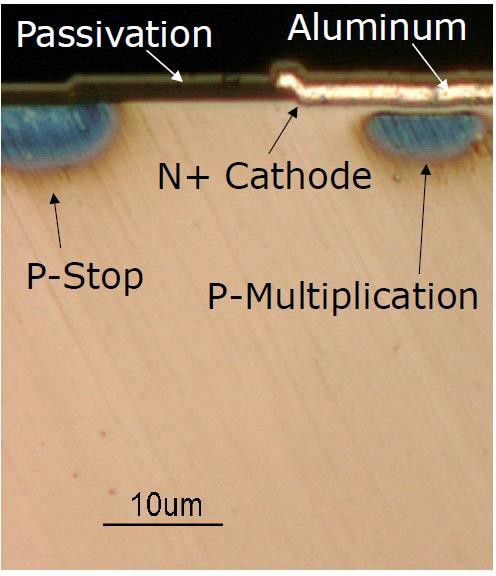 Passivation
Aluminum
N+ Cathode
P-Stop
P-Multiplication
10um